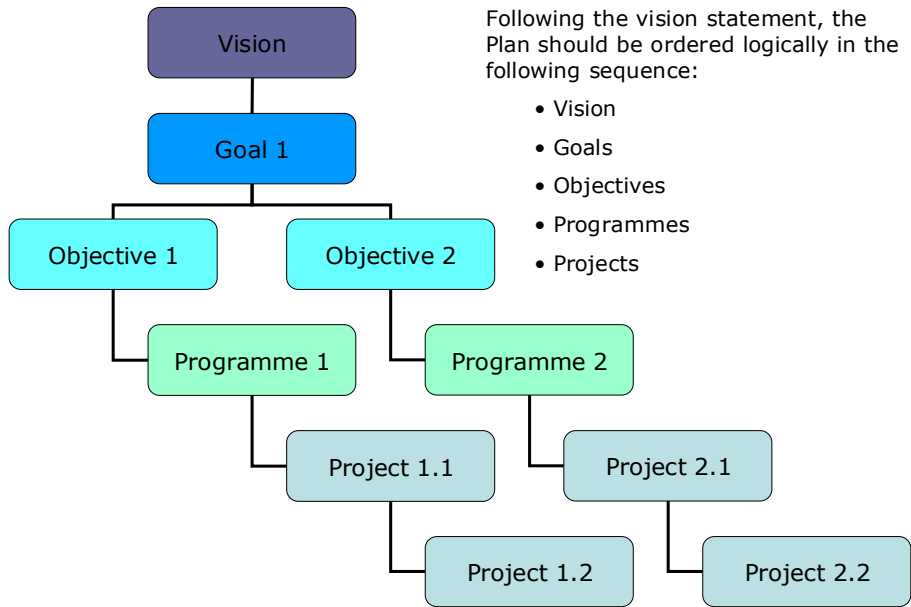 Vision
Following the vision statement, the
Plan should be ordered logically in the
following sequence:
• Vision
• Goals
• Objectives
• Programmes
• Projects
Goal 1
Objective 1
Objective 2
Programme 1
Programme 2
Project 1.1
Project 2.1
Project 1.2
Project 2.2